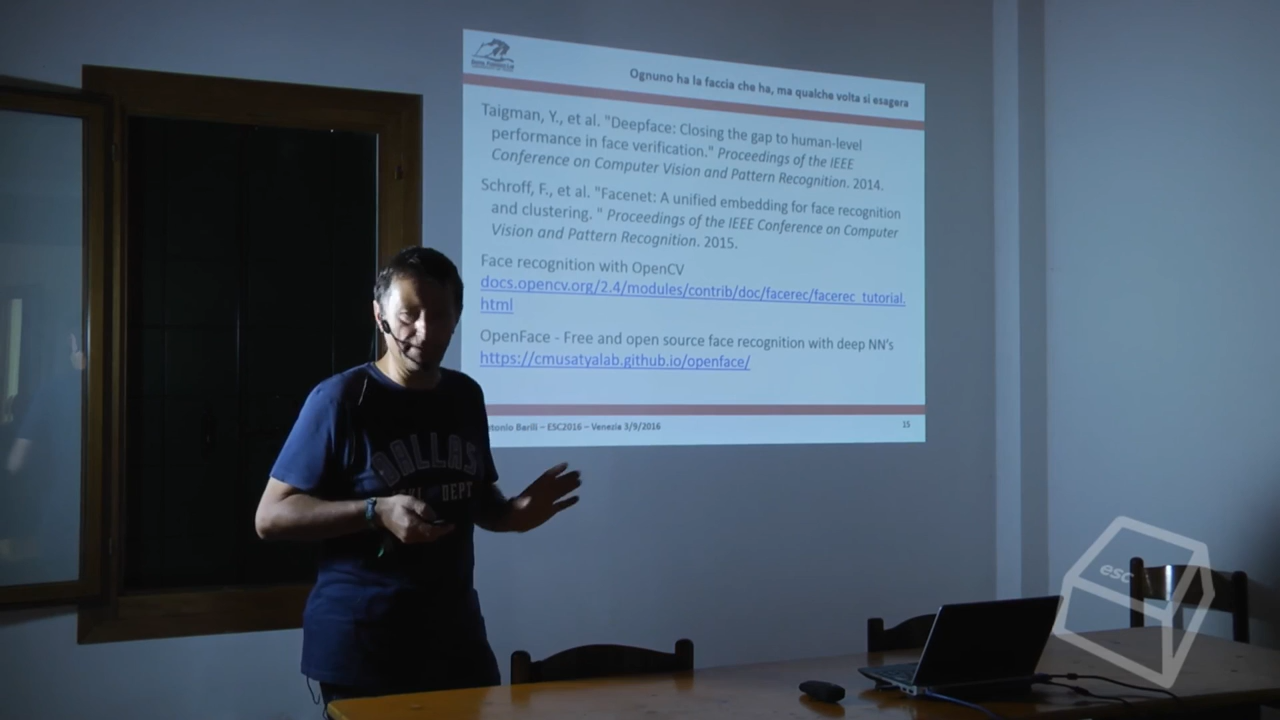 Ognuno ha la faccia che ha, ma qualche volta si esagera
Taigman, Y., et al. "Deepface: Closing the gap to human-level
performance in face verification." Proceedings of the IEEE
Conference on Computer Vision and Pattern Recognition. 2014.
Schroff, F., et al. "Facenet: A unified embedding for face recognition
and clustering. " Proceedings of the IEEE Conference on Computer
Vision and Pattern Recognition. 2015.
Face recognition with OpenCV
docs.opencv.org/2.4/modules/contrib/doc/facerec/facerec_tutorial.
html
OpenFace - Free and open source face recognition with deep NN's
https://cmusatyalab.github.io/openface/
Barili – ESC2016 – Venezia 3/9/2016
15
DALLAS
DEPT
esc